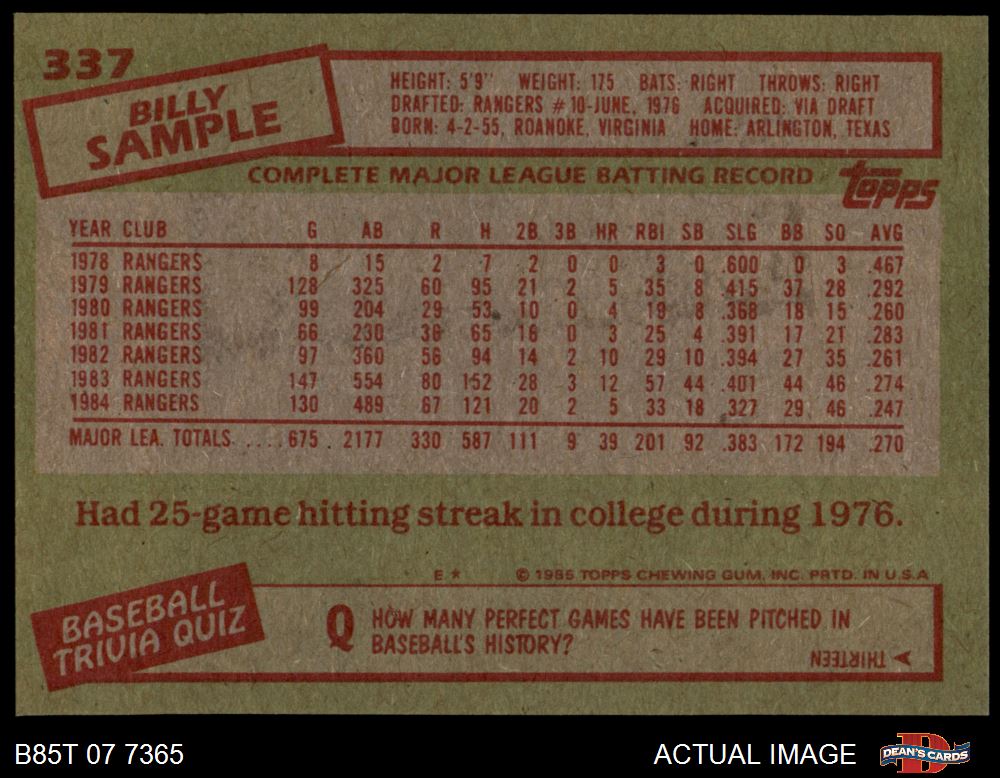 337
BILLY
SAMPLE
HEIGHT: 5'9" WEIGHT: 175 BATS: RIGHT THROWS: RIGHT
DRAFTED: RANGERS #10-JUNE, 1976 ACQUIRED: VIA DRAFT
BORN: 4-2-55, ROANOKE, VIRGINIA HOME: ARLINGTON, TEXAS
COMPLETE MAJOR LEAGUE BATTING RECORD
topps
YEAR CLUB G AB R H 2B 3B HR RBI SB SLG BB SO AVG
1978 RANGERS 8 15 2 7 2 0 0 3 0 .600 0 3 .467
1979 RANGERS 128 325 60 95 21 2 5 35 8 .415 37 28 .292
1980 RANGERS 99 204 29 53 10 0 4 19 8 .368 18 15 .260
1981 RANGERS 66 230 36 65 16 0 3 25 4 .391 17 21 .283
1982 RANGERS 97 360 56 94 14 2 10 29 10 .394 27 35 .261
1983 RANGERS 147 554 80 152 28 3 12 57 44 .401 44 46 .274
1984 RANGERS 130 489 67 121 20 2 5 33 18 .327 29 46 .247
MAJOR LEA. TOTALS .... 675 2177 330 587 111 9 39 201 92 .383 172 194 .270
Had 25-game hitting streak in college during 1976.
E * © 1985 TOPPS CHEWING GUM, INC. PRTD. IN U.S.A
BASEBALL
TRIVIA QUIZ
Q HOW MANY PERFECT GAMES HAVE BEEN PITCHED IN
BASEBALL'S HISTORY?
THIRTEEN
B85T 07 7365
ACTUAL IMAGE
D
DEAN'S CARDS